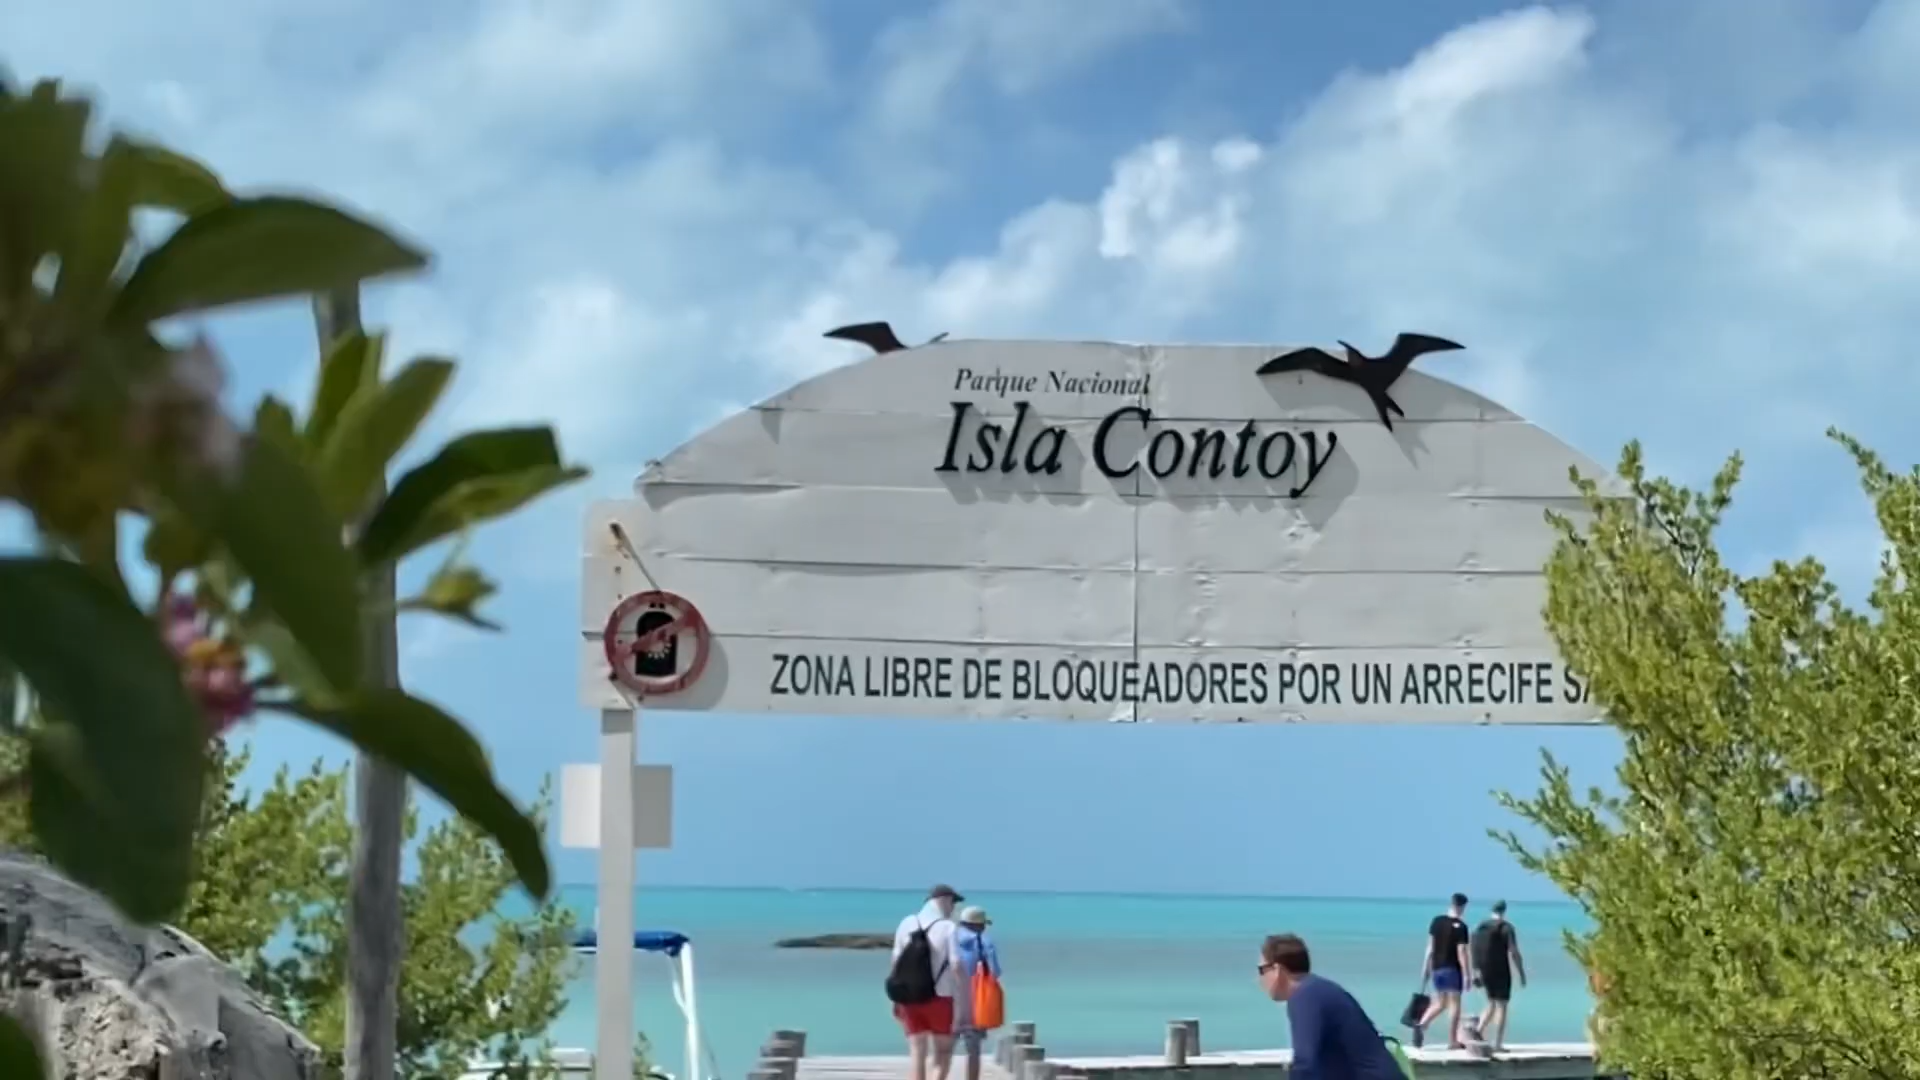 Parque Nacional
Isla Contoy
ZONA LIBRE DE BLOQUEADORES POR UN ARRECIFE